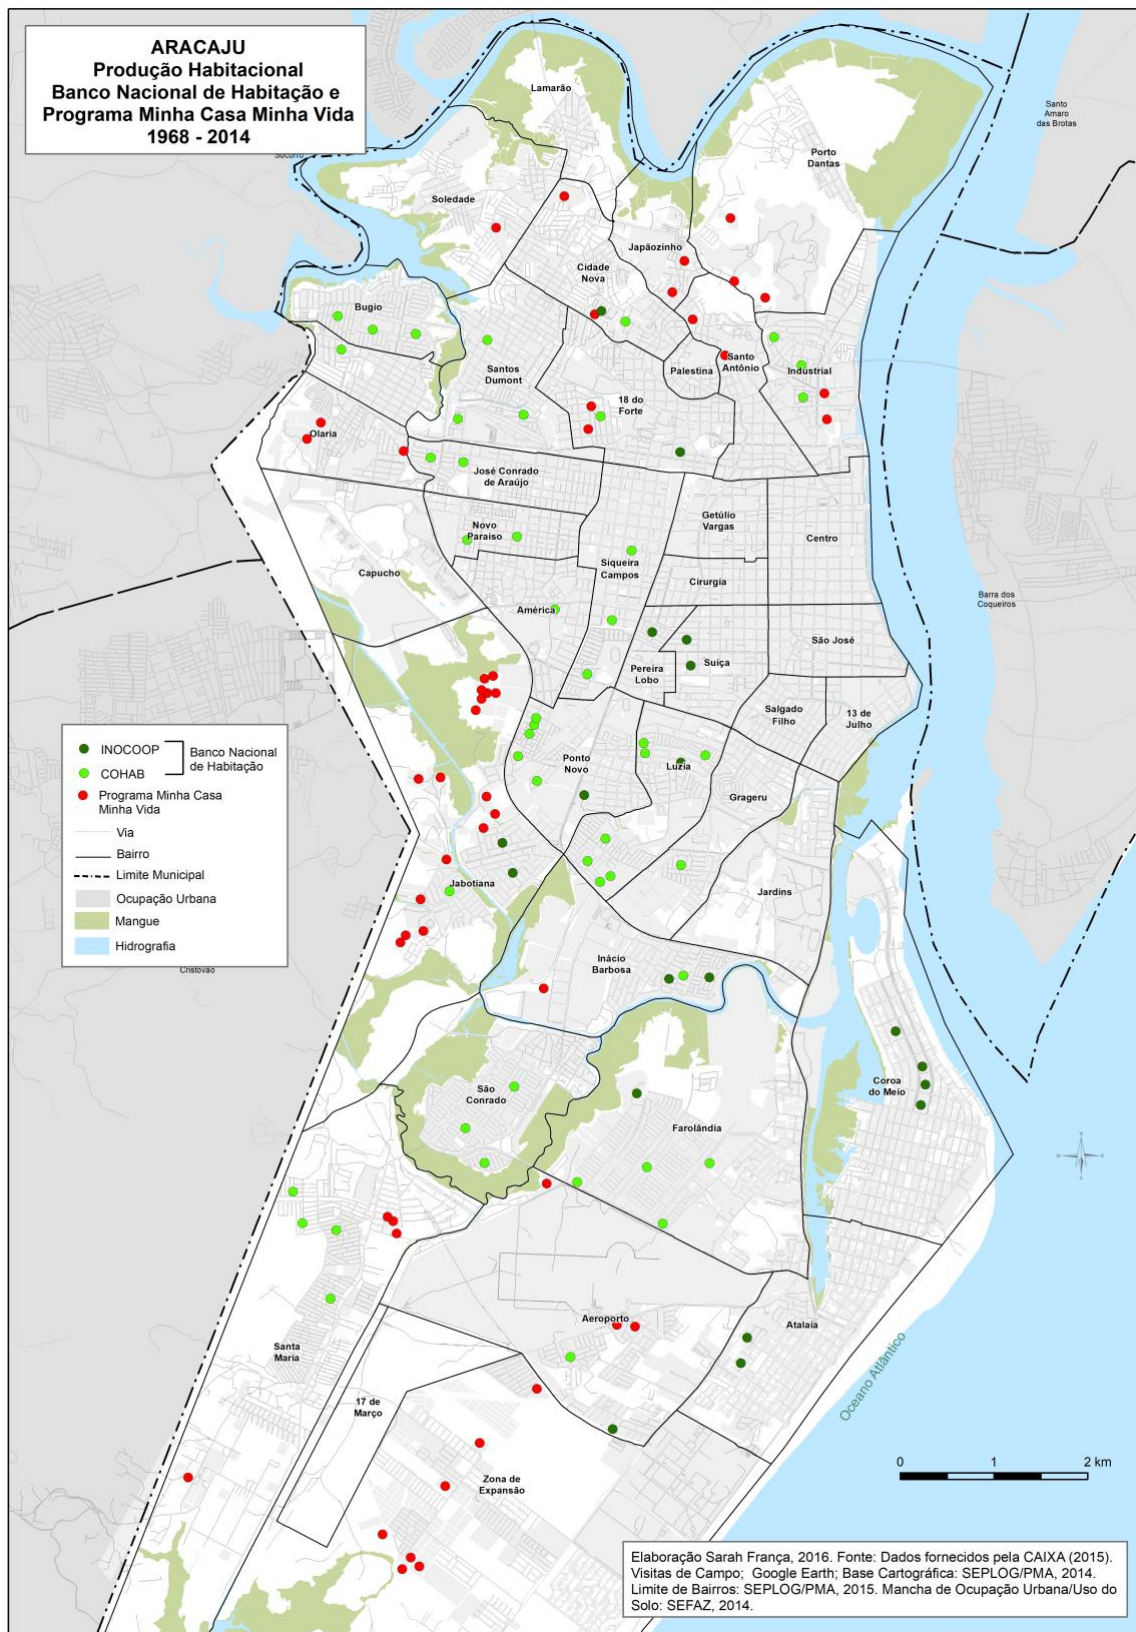 ARACAJU
Produção Habitacional
Banco Nacional de Habitação e
Programa Minha Casa Minha Vida
1968 - 2014
Socorro
Lamarão
Santo
Amaro
das Brotas
Porto
Dantas
Soledade
Japãozinho
Cidade
Nova
Bugio
Santos
Dumont
Palestina
Santo
Antônio
Industrial
18 do
Forte
Olaria
José Conrado
de Araújo
Getúlio
Vargas
Novo
Paraíso
Centro
Siqueira
Campos
Capucho
Cirurgia
Barra dos
Coqueiros
América
São José
Pereira
Lobo
Suiça
Salgado
Filho
13 de
Julho
INOCOOP
COHAB
Banco Nacional
de Habitação
Programa Minha Casa
Minha Vida
Via
Bairro
Limite Municipal
Ocupação Urbana
Mangue
Hidrografia
Cristovão
Ponto
Novo
Luzia
Grageru
Jabotiana
Jardins
Inácio
Barbosa
São
Conrado
Coroa
do Meio
Farolândia
Aeroporto
Atalaia
Santa
Maria
17 de
Março
Oceano Atlântico
Zona de
Expansão
0 1 2 km
Elaboração Sarah França, 2016. Fonte: Dados fornecidos pela CAIXA (2015).
Visitas de Campo; Google Earth; Base Cartográfica: SEPLOG/PMA, 2014.
Limite de Bairros: SEPLOG/PMA, 2015. Mancha de Ocupação Urbana/Uso do
Solo: SEFAZ, 2014.